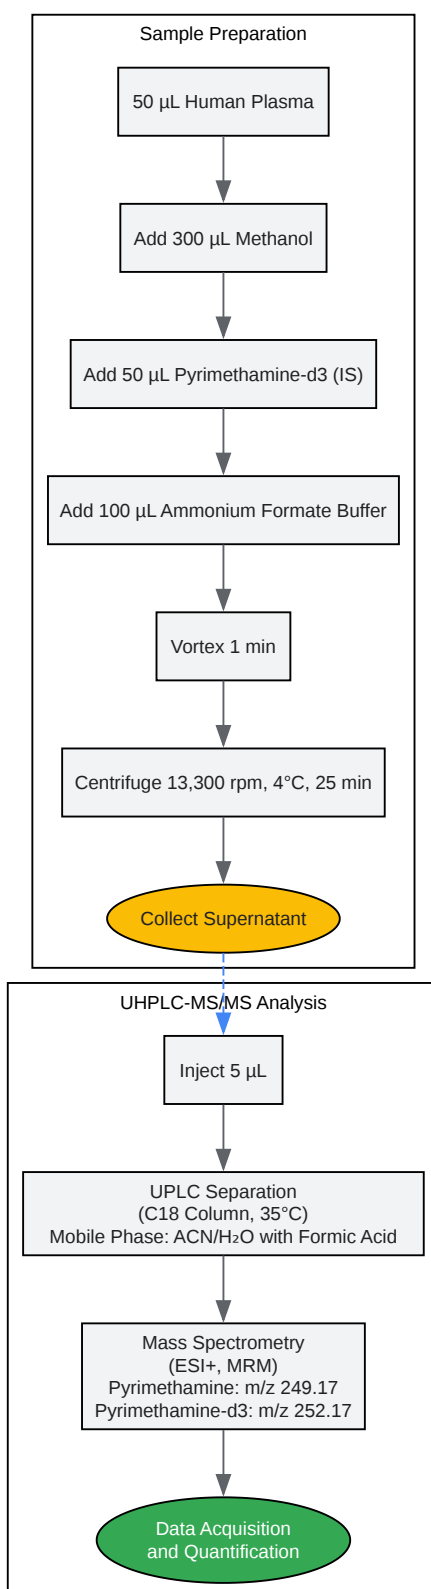 Sample Preparation
50 µL Human Plasma
Add 300 µL Methanol
Add 50 µL Pyrimethamine-d3 (IS)
Add 100 µL Ammonium Formate Buffer
Vortex 1 min
Centrifuge 13,300 rpm, 4°C, 25 min
Collect Supernatant
UHPLC-MS/MS Analysis
Inject 5 µL
UPLC Separation
(C18 Column, 35°C)
Mobile Phase: ACN/H₂O with Formic Acid
Mass Spectrometry
(ESI+, MRM)
Pyrimethamine: m/z 249.17
Pyrimethamine-d3: m/z 252.17
Data Acquisition
and Quantification